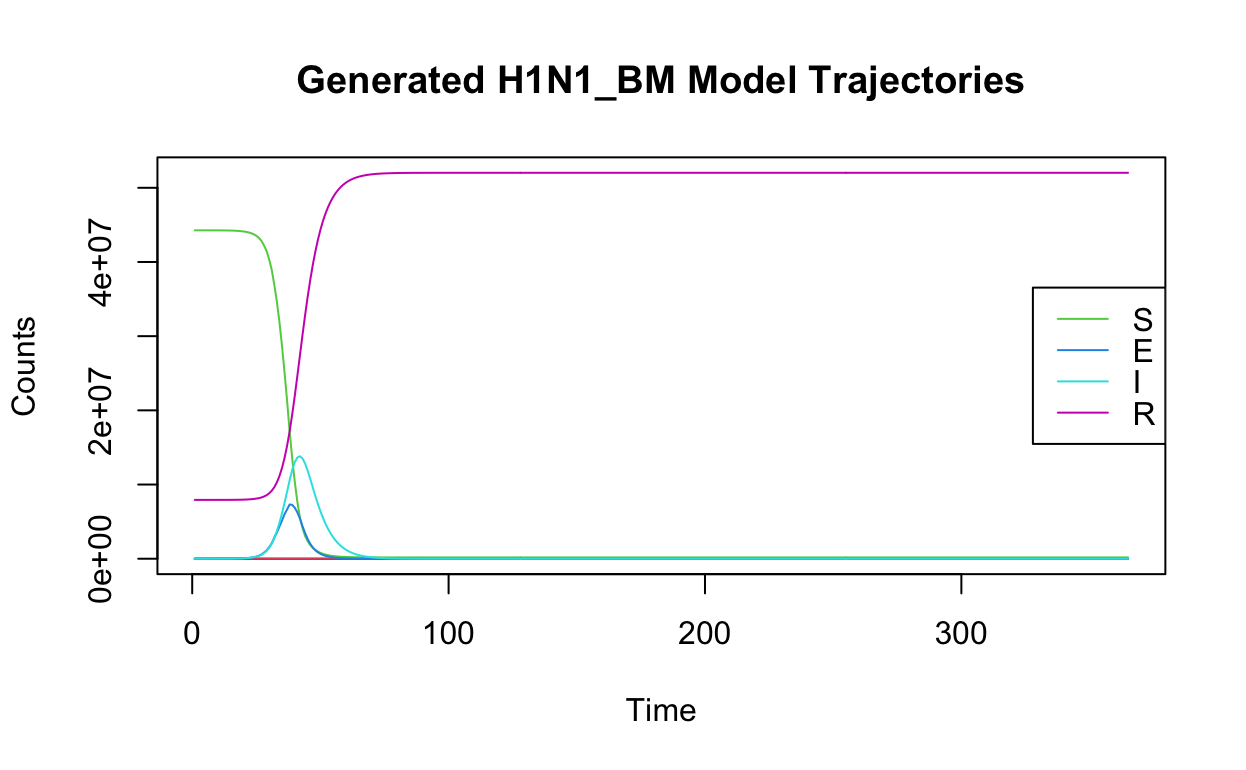 Generated H1N1_BM Model Trajectories
Counts
4e+07
2e+07
0e+00
S
E
I
R
0 100 200 300
Time